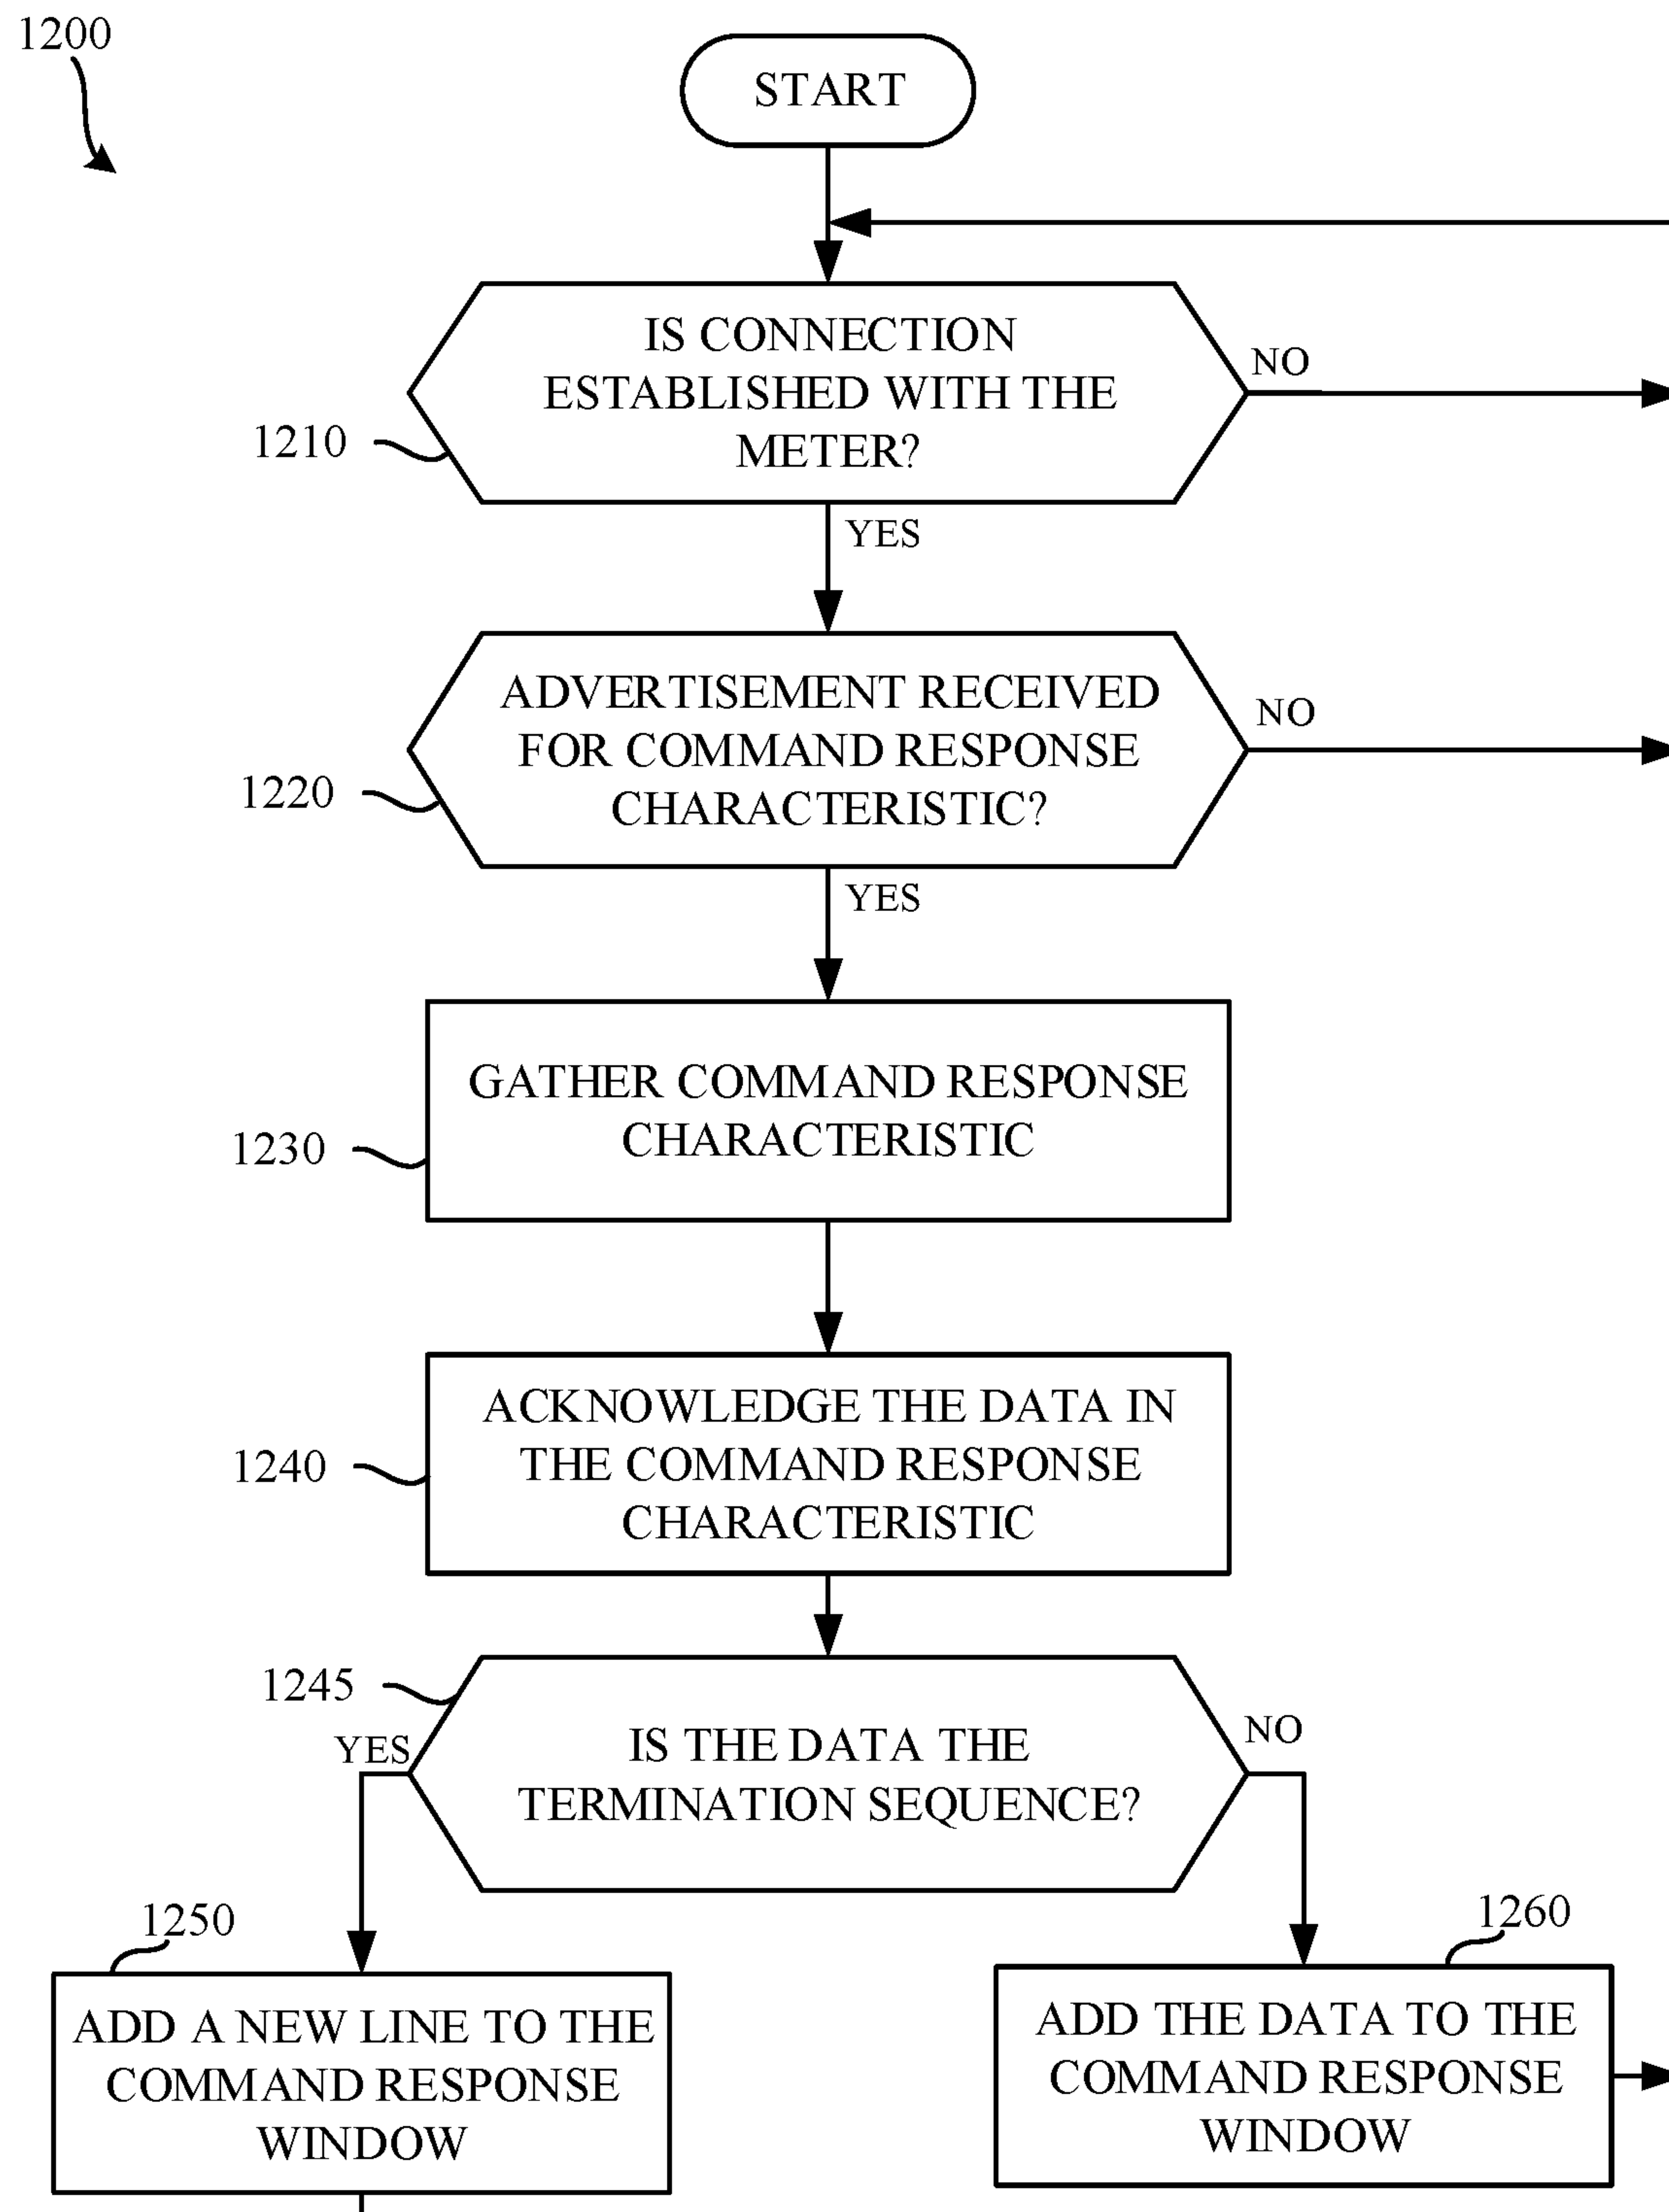 1200
START
IS CONNECTION
ESTABLISHED WITH THE
METER?
NO
1210
YES
ADVERTISEMENT RECEIVED
FOR COMMAND RESPONSE
CHARACTERISTIC?
NO
1220
YES
GATHER COMMAND RESPONSE
CHARACTERISTIC
1230
ACKNOWLEDGE THE DATA IN
THE COMMAND RESPONSE
CHARACTERISTIC
1240
1245
YES
IS THE DATA THE
TERMINATION SEQUENCE?
NO
1250
ADD A NEW LINE TO THE
COMMAND RESPONSE
WINDOW
1260
ADD THE DATA TO THE
COMMAND RESPONSE
WINDOW